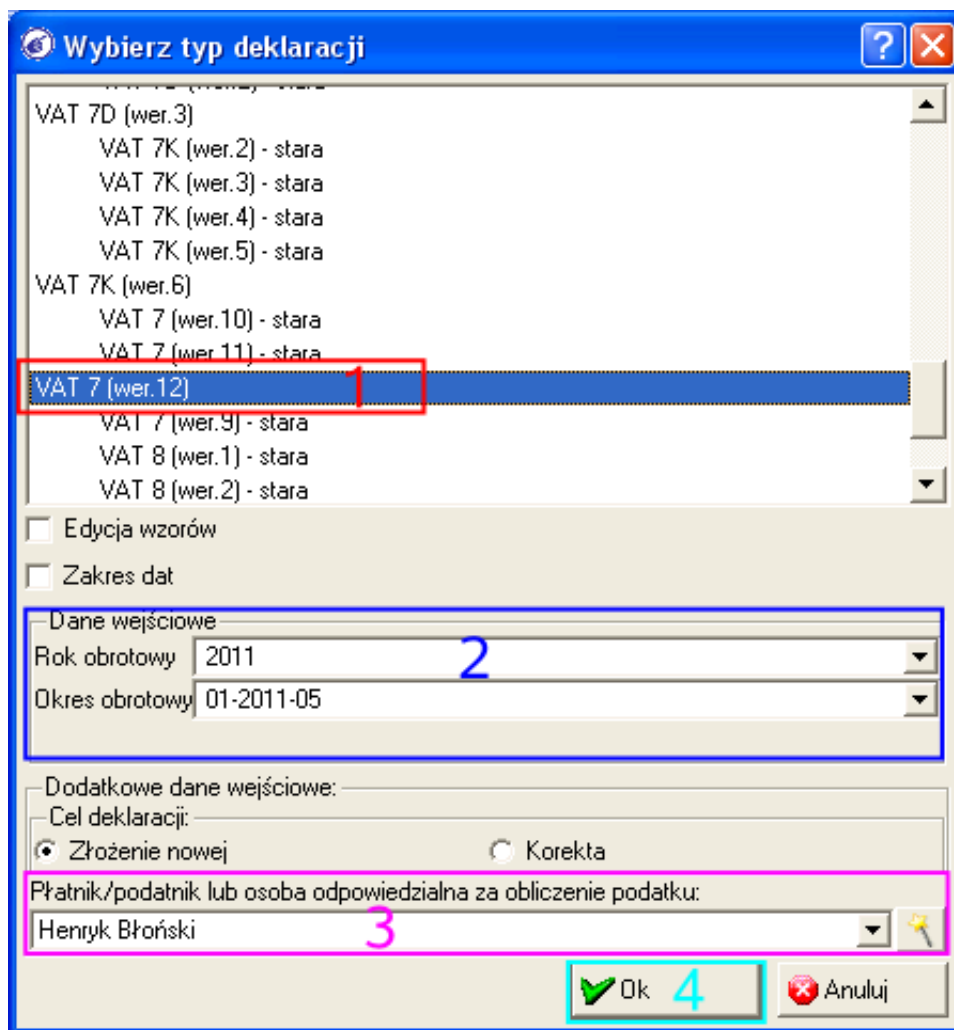 Wybierz typ deklaracji
VAT 7D (wer.3)
VAT 7K (wer.2) - stara
VAT 7K (wer.3) - stara
VAT 7K (wer.4) - stara
VAT 7K (wer.5) - stara
VAT 7K (wer.6)
VAT 7 (wer.10) - stara
VAT 7 (wer.11) - stara
VAT 7 (wer.12) 1
VAT 7 (wer.9) - stara
VAT 8 (wer.1) - stara
VAT 8 (wer.2) - stara
Edycja wzorów
Zakres dat
Dane wejściowe
Rok obrotowy 2011 2
Okres obrotowy 01-2011-05
Dodatkowe dane wejściowe:
Cel deklaracji:
Złożenie nowej Korekta
Płatnik/podatnik lub osoba odpowiedzialna za obliczenie podatku:
Henryk Błoński 3
Ok 4 Anuluj